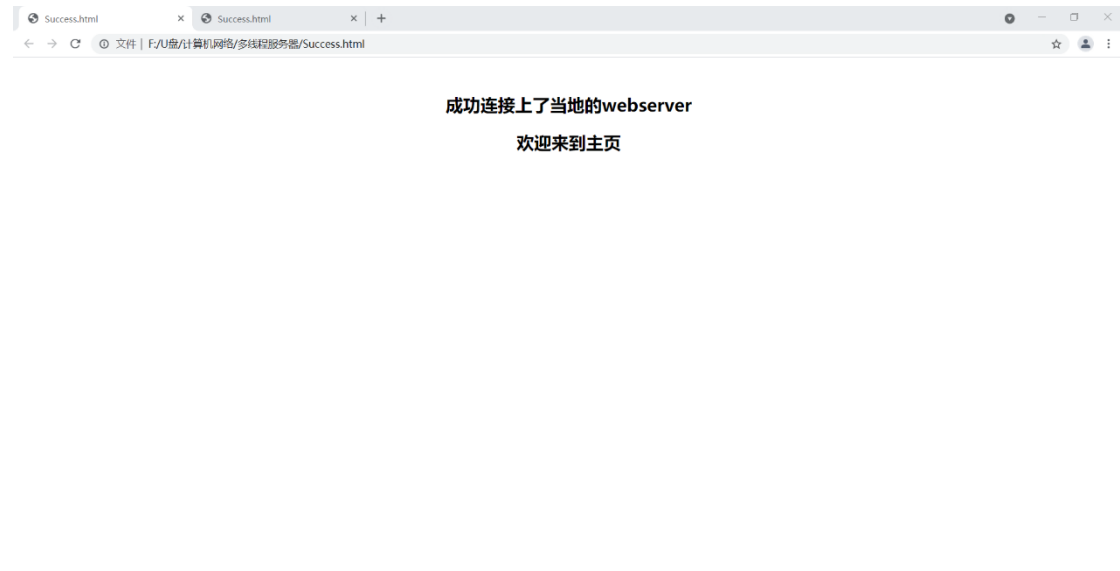 Success.html
Success.html
文件 | F:/U盘/计算机网络/多线程服务器/Success.html
成功连接上了当地的webserver
欢迎来到主页